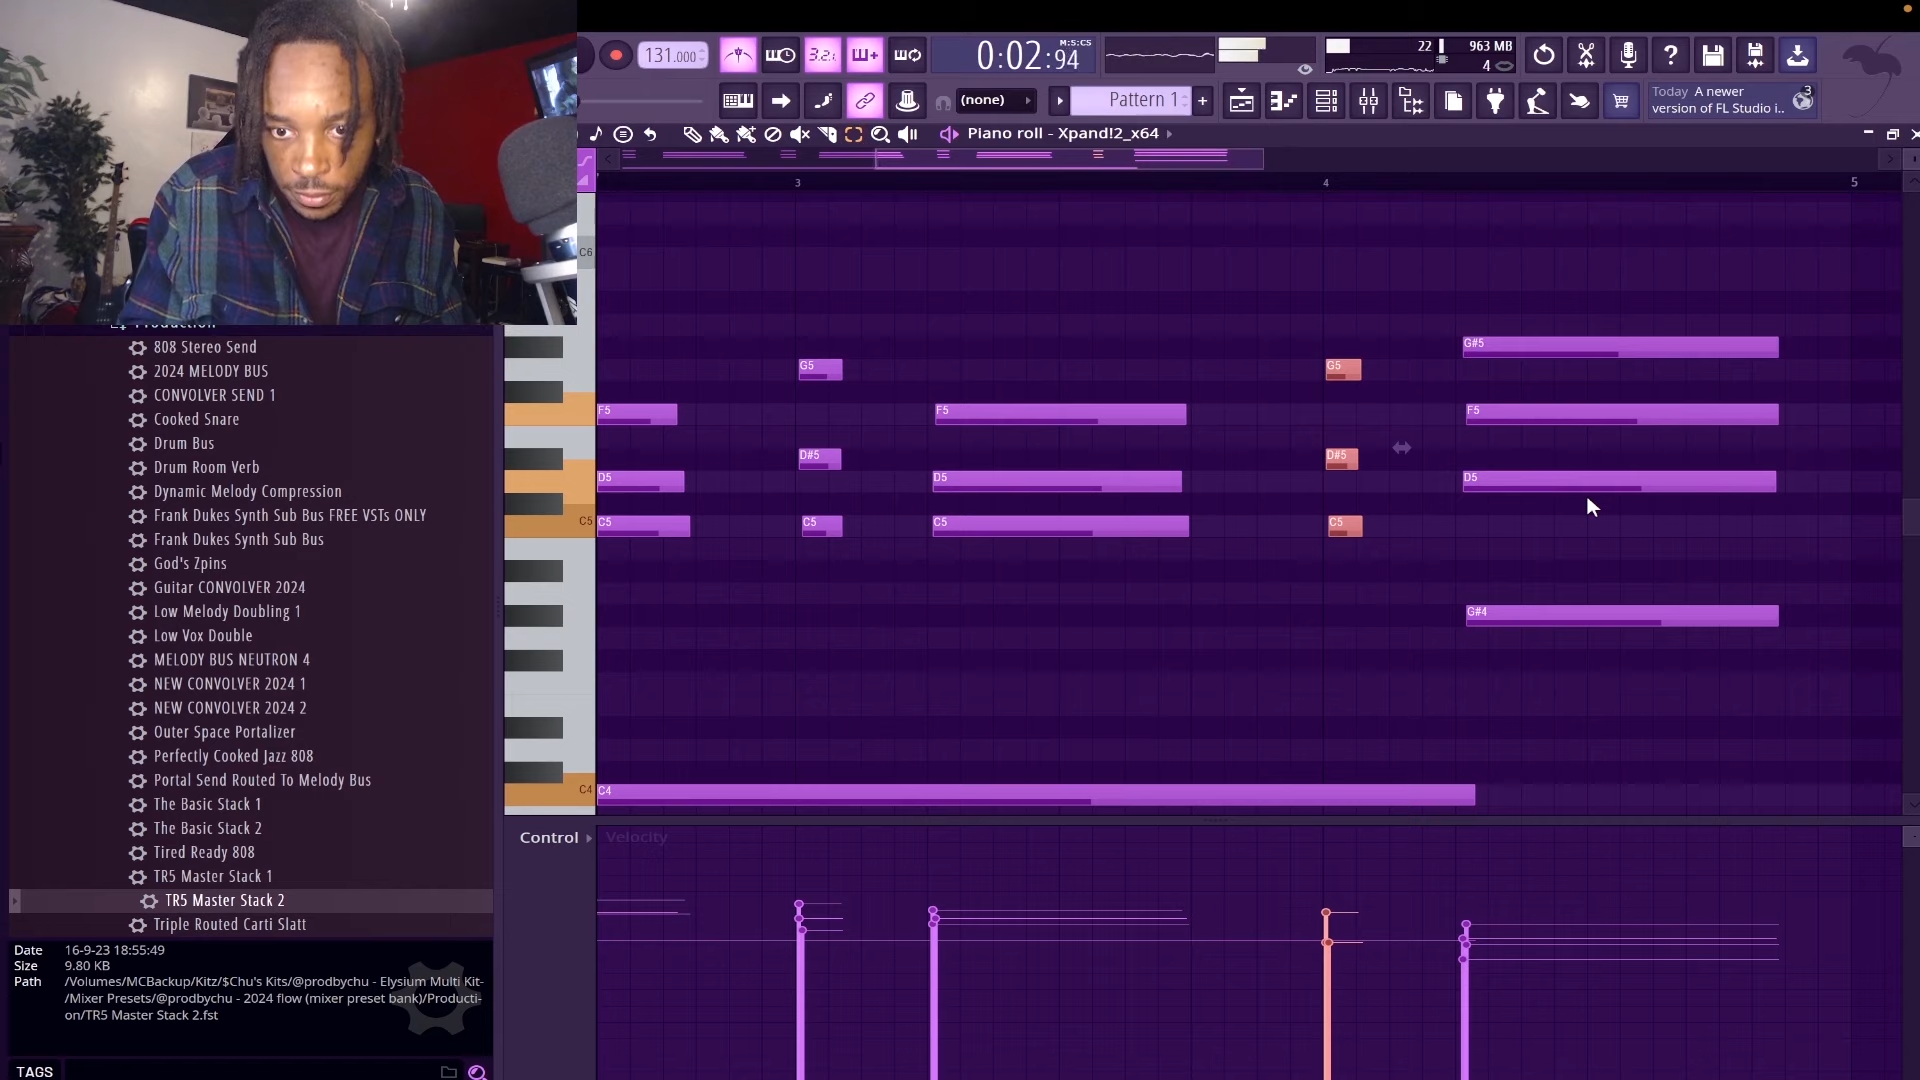 131.000
3.2.:
0:02:94
M:S:CS
22
963 MB
4
(none)
Pattern 1
Today A newer
version of FL Studio i..
3
Piano roll - Xpand!2_x64
3
4
5
C6
G5
G5
G#5
F5
F5
F5
D#5
D#5
D5
D5
D5
C5
C5
C5
C5
C5
G#4
C4
C4
Control
Velocity
Production
808 Stereo Send
2024 MELODY BUS
CONVOLVER SEND 1
Cooked Snare
Drum Bus
Drum Room Verb
Dynamic Melody Compression
Frank Dukes Synth Sub Bus FREE VSTs ONLY
Frank Dukes Synth Sub Bus
God's Zpins
Guitar CONVOLVER 2024
Low Melody Doubling 1
Low Vox Double
MELODY BUS NEUTRON 4
NEW CONVOLVER 2024 1
NEW CONVOLVER 2024 2
Outer Space Portalizer
Perfectly Cooked Jazz 808
Portal Send Routed To Melody Bus
The Basic Stack 1
The Basic Stack 2
Tired Ready 808
TR5 Master Stack 1
TR5 Master Stack 2
Triple Routed Carti Slatt
Date 16-9-23 18:55:49
Size 9.80 KB
Path /Volumes/MCBackup/Kitz/$Chu's Kits/@prodbychu - Elysium Multi Kit-
/Mixer Presets/@prodbychu - 2024 flow (mixer preset bank)/Producti-
on/TR5 Master Stack 2.fst
TAGS